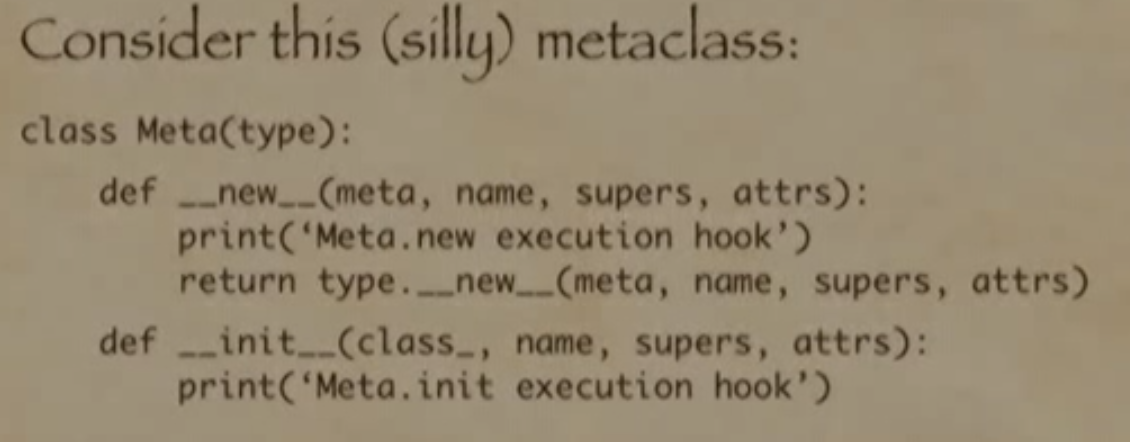 Consider this (silly) metaclass:
class Meta(type):
def __new__(meta, name, supers, attrs):
print(‘Meta.new execution hook’)
return type.__new__(meta, name, supers, attrs)
def __init__(class_, name, supers, attrs):
print(‘Meta.init execution hook’)